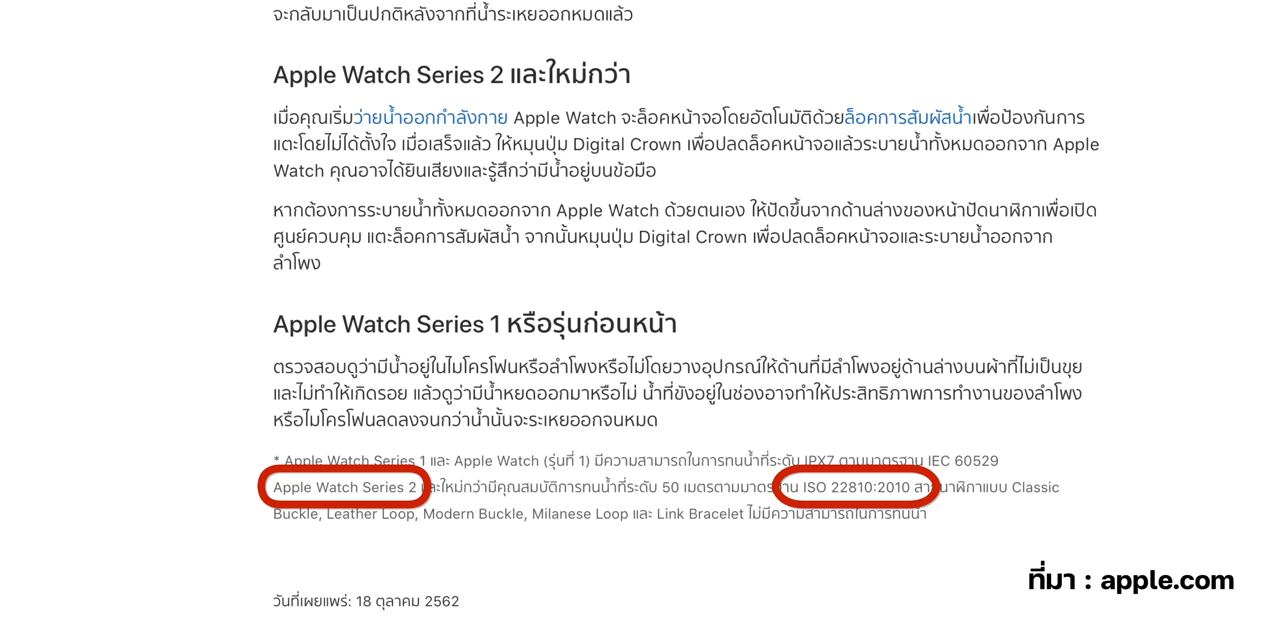 จะกลับมาเป็นปกติหลังจากที่น้ำระเหยออกหมดแล้ว
Apple Watch Series 2 และใหม่กว่า
เมื่อคุณเริ่มว่ายน้ำออกกำลังกาย Apple Watch จะล็อคหน้าจอโดยอัตโนมัติด้วยล็อคการสัมผัสน้ำเพื่อป้องกันการ
แตะโดยไม่ได้ตั้งใจ เมื่อเสร็จแล้ว ให้หมุนปุ่ม Digital Crown เพื่อปลดล็อคหน้าจอแล้วระบายน้ำทั้งหมดออกจาก Apple
Watch คุณอาจได้ยินเสียงและรู้สึกว่ามีน้ำอยู่บนข้อมือ
หากต้องการระบายน้ำทั้งหมดออกจาก Apple Watch ด้วยตนเอง ให้ปัดขึ้นจากด้านล่างของหน้าปัดนาฬิกาเพื่อเปิด
ศูนย์ควบคุม แตะล็อคการสัมผัสน้ำ จากนั้นหมุนปุ่ม Digital Crown เพื่อปลดล็อคหน้าจอและระบายน้ำออกจาก
ลำโพง
Apple Watch Series 1 หรือรุ่นก่อนหน้า
ตรวจสอบดูว่ามีน้ำอยู่ในไมโครโฟนหรือลำโพงหรือไม่โดยวางอุปกรณ์ให้ด้านที่มีลำโพงอยู่ด้านล่างบนผ้าที่ไม่เป็นขุย
และไม่ทำให้เกิดรอย แล้วดูว่ามีน้ำหยดออกมาหรือไม่ น้ำที่ขังอยู่ในช่องอาจทำให้ประสิทธิภาพการทำงานของลำโพง
หรือไมโครโฟนลดลงจนกว่าน้ำนั้นจะระเหยออกจนหมด
* Apple Watch Series 1 และ Apple Watch (รุ่นที่ 1) มีความสามารถในการทนน้ำที่ระดับ IPX7 ตามมาตรฐาน IEC 60529
Apple Watch Series 2 และใหม่กว่ามีคุณสมบัติการทนน้ำที่ระดับ 50 เมตรตามมาตรฐาน ISO 22810:2010 สายนาฬิกาแบบ Classic
Buckle, Leather Loop, Modern Buckle, Milanese Loop และ Link Bracelet ไม่มีความสามารถในการทนน้ำ
ที่มา : apple.com
วันที่เผยแพร่: 18 ตุลาคม 2562